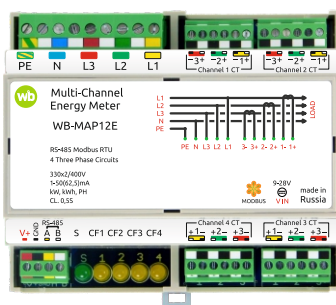 -3+ -2+ -1+ -3+ -2+ -1+
PE N L3 L2 L1 Channel 1 CT Channel 2 CT
wb Multi-Channel
Energy Meter
WB-MAP12E
L1
L2
L3
N
PE
LOAD
PE N L3 L2 L1 3- 3+ 2- 2+ 1- 1+
RS-485 Modbus RTU
4 Three Phase Circuits
330x2/400V
1-50(62,5)mA
kW, kWh, PH
CL. 0,5S
MODBUS
9-28V
V IN
made in
Russia
RS-485
V+ GND A B S CF1 CF2 CF3 CF4
Channel 4 CT Channel 3 CT
+1- +2- +3- +1- +2- +3-
S 1 2 3 4